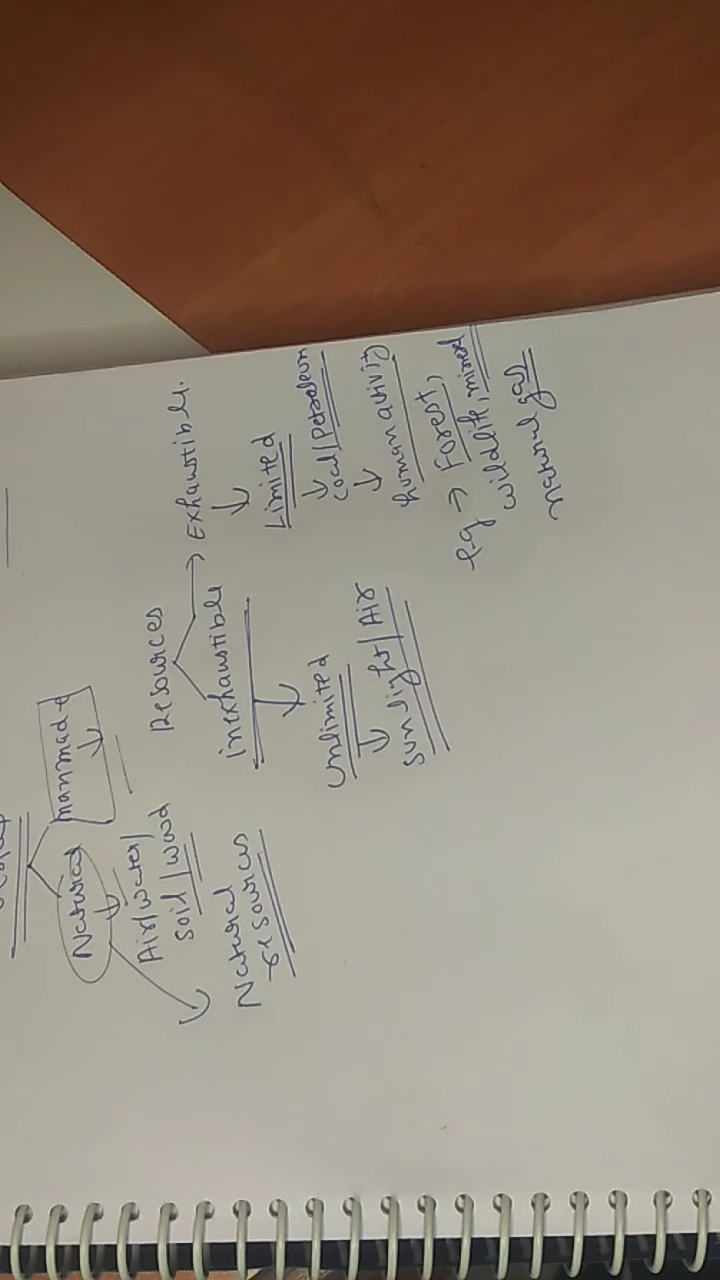 Natural manmade
Air/water/
soil/wood
Natural
resources
Resources
inexhaustible
Unlimited
sunlight/Air
Exhaustible.
Limited
coal/Petroleum
human activity
e.g → Forest,
wildlife, mineral
natural gas